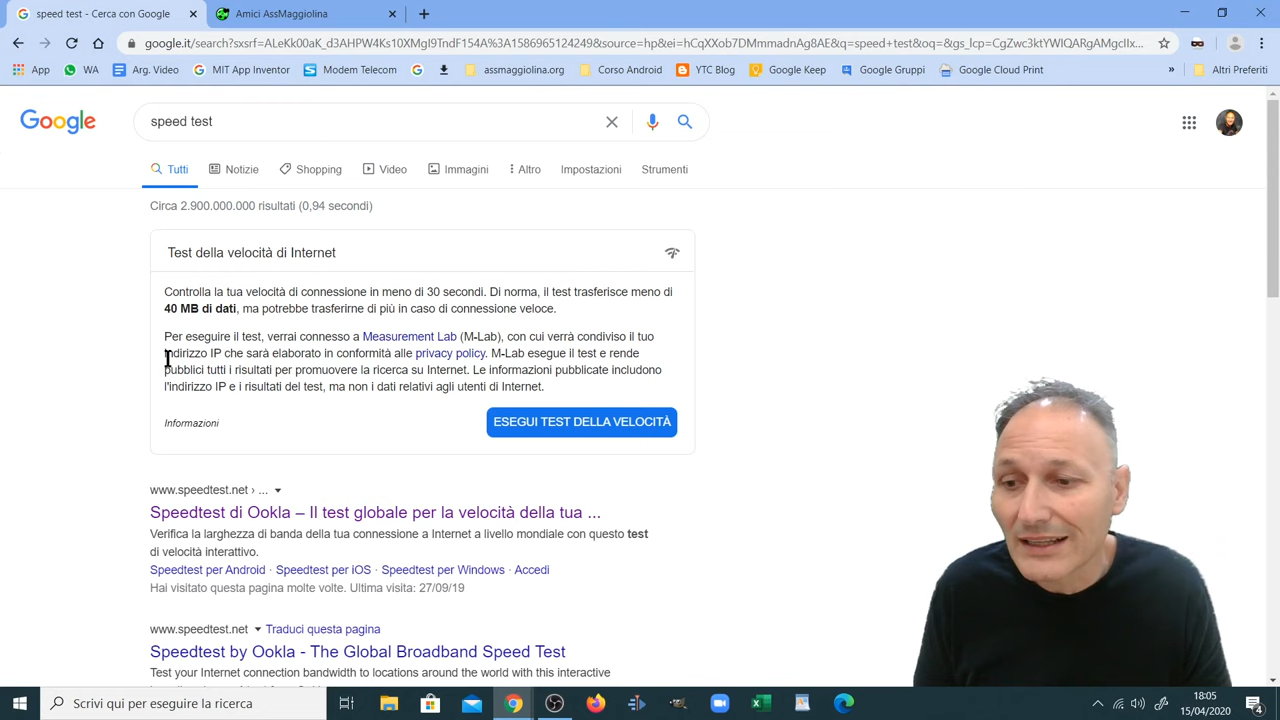 speed test - Cerca con Google
Amici AssMaggiolina
google.it/search?sxsrf=ALeKk00aK_d3AHPW4Ks10XMgI9TndF154A%3A1586965124249&source=hp&ei=hCqXXob7DMmmadnAg8AE&q=speed+test&oq=&gs_lcp=CgZwc3ktYWIQARgAMgcIIx...
App
WA
Arg. Video
MIT App Inventor
Modem Telecom
assmaggiolina.org
Corso Android
YTC Blog
Google Keep
Google Gruppi
Google Cloud Print
»
Altri Preferiti
Google
speed test
Tutti
Notizie
Shopping
Video
Immagini
Altro
Impostazioni
Strumenti
Circa 2.900.000.000 risultati (0,94 secondi)
Test della velocità di Internet
Controlla la tua velocità di connessione in meno di 30 secondi. Di norma, il test trasferisce meno di
40 MB di dati, ma potrebbe trasferirne di più in caso di connessione veloce.
Per eseguire il test, verrai connesso a Measurement Lab (M-Lab), con cui verrà condiviso il tuo
indirizzo IP che sarà elaborato in conformità alle privacy policy. M-Lab esegue il test e rende
pubblici tutti i risultati per promuovere la ricerca su Internet. Le informazioni pubblicate includono
l'indirizzo IP e i risultati del test, ma non i dati relativi agli utenti di Internet.
Informazioni
ESEGUI TEST DELLA VELOCITÀ
www.speedtest.net › ...
Speedtest di Ookla – Il test globale per la velocità della tua ...
Verifica la larghezza di banda della tua connessione a Internet a livello mondiale con questo test
di velocità interattivo.
Speedtest per Android · Speedtest per iOS · Speedtest per Windows · Accedi
Hai visitato questa pagina molte volte. Ultima visita: 27/09/19
www.speedtest.net
Traduci questa pagina
Speedtest by Ookla - The Global Broadband Speed Test
Test your Internet connection bandwidth to locations around the world with this interactive
Scrivi qui per eseguire la ricerca
18:05
15/04/2020
4